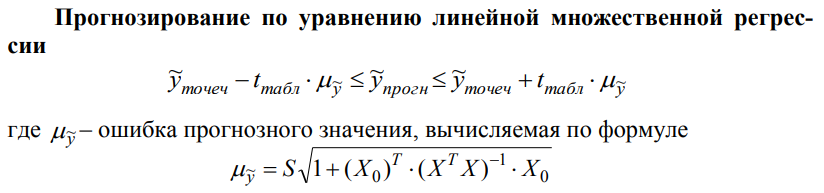 Прогнозирование по уравнению линейной множественной регрес-
сии
ỹточеч − tтабл · μỹ ≤ ỹпрогн ≤ ỹточеч + tтабл · μỹ
где μỹ – ошибка прогнозного значения, вычисляемая по формуле
μỹ = S√(1 + (X₀)ᵀ · (XᵀX)⁻¹ · X₀)